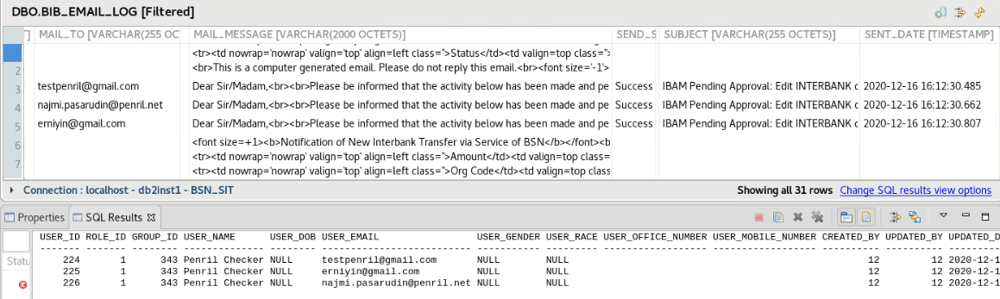 DBO.BIB_EMAIL_LOG [Filtered]
MAIL_TO [VARCHAR(255 OC MAIL_MESSAGE [VARCHAR(2000 OCTETS)] SEND_S SUBJECT [VARCHAR(255 OCTETS)] SENT_DATE [TIMESTAMP]
<tr><td nowrap='nowrap' valign='top' align=left class=''>Status</td><td valign=top class=''
2 <br>This is a computer generated email. Please do not reply this email.<br><font size='-1'>
3 testpenril@gmail.com Dear Sir/Madam,<br><br>Please be informed that the activity below has been made and pe Success IBAM Pending Approval: Edit INTERBANK c 2020-12-16 16:12:30.485
4 najmi.pasarudin@penril.net Dear Sir/Madam,<br><br>Please be informed that the activity below has been made and pe Success IBAM Pending Approval: Edit INTERBANK c 2020-12-16 16:12:30.662
5 erniyin@gmail.com Dear Sir/Madam,<br><br>Please be informed that the activity below has been made and pe Success IBAM Pending Approval: Edit INTERBANK c 2020-12-16 16:12:30.807
6 <font size=+1><b>Notification of New Interbank Transfer via Service of BSN</b></font><b
<tr><td nowrap='nowrap' valign='top' align=left class=''>Amount</td><td valign=top class=
7 <tr><td nowrap='nowrap' valign='top' align=left class=''>Org Code</td><td valign=top clas
Connection : localhost - db2inst1 - BSN_SIT Showing all 31 rows Change SQL results view options
Properties SQL Results
USER_ID ROLE_ID GROUP_ID USER_NAME USER_DOB USER_EMAIL USER_GENDER USER_RACE USER_OFFICE_NUMBER USER_MOBILE_NUMBER CREATED_BY UPDATED_BY UPDATED_D
------- ------- -------- -------------- -------- -------------------------- ----------- --------- ------------------ ------------------ ---------- ---------- ---------
Statu 224 1 343 Penril Checker NULL testpenril@gmail.com NULL NULL 12 12 2020-12-1
225 1 343 Penril Checker NULL erniyin@gmail.com NULL NULL 12 12 2020-12-1
226 1 343 Penril Checker NULL najmi.pasarudin@penril.net NULL NULL 12 12 2020-12-1